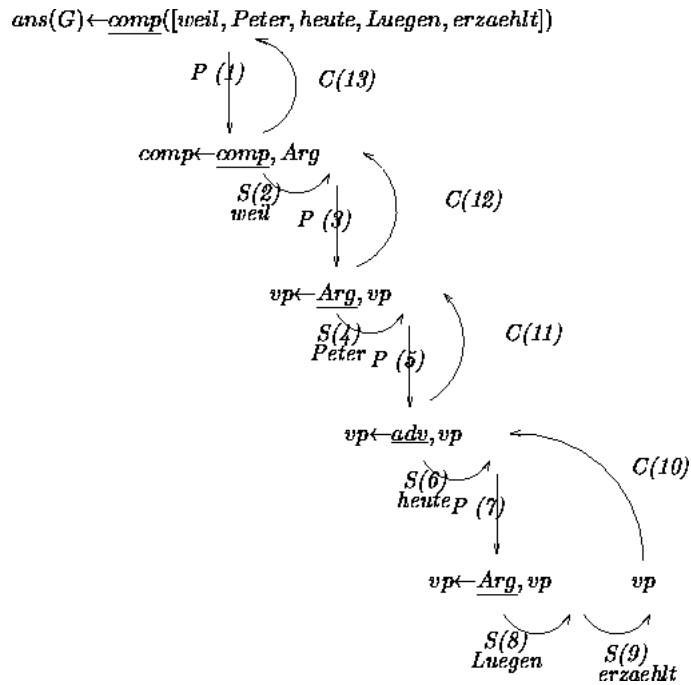 ans(G)←comp([weil, Peter, heute, Luegen, erzaehlt])
P (1) C(13)
comp←comp, Arg
S(2) C(12)
weil P (3)
vp←Arg, vp
S(4) C(11)
Peter P (5)
vp←adv, vp
S(6) C(10)
heute P (7)
vp←Arg, vp vp
S(8) S(9)
Luegen erzaehlt